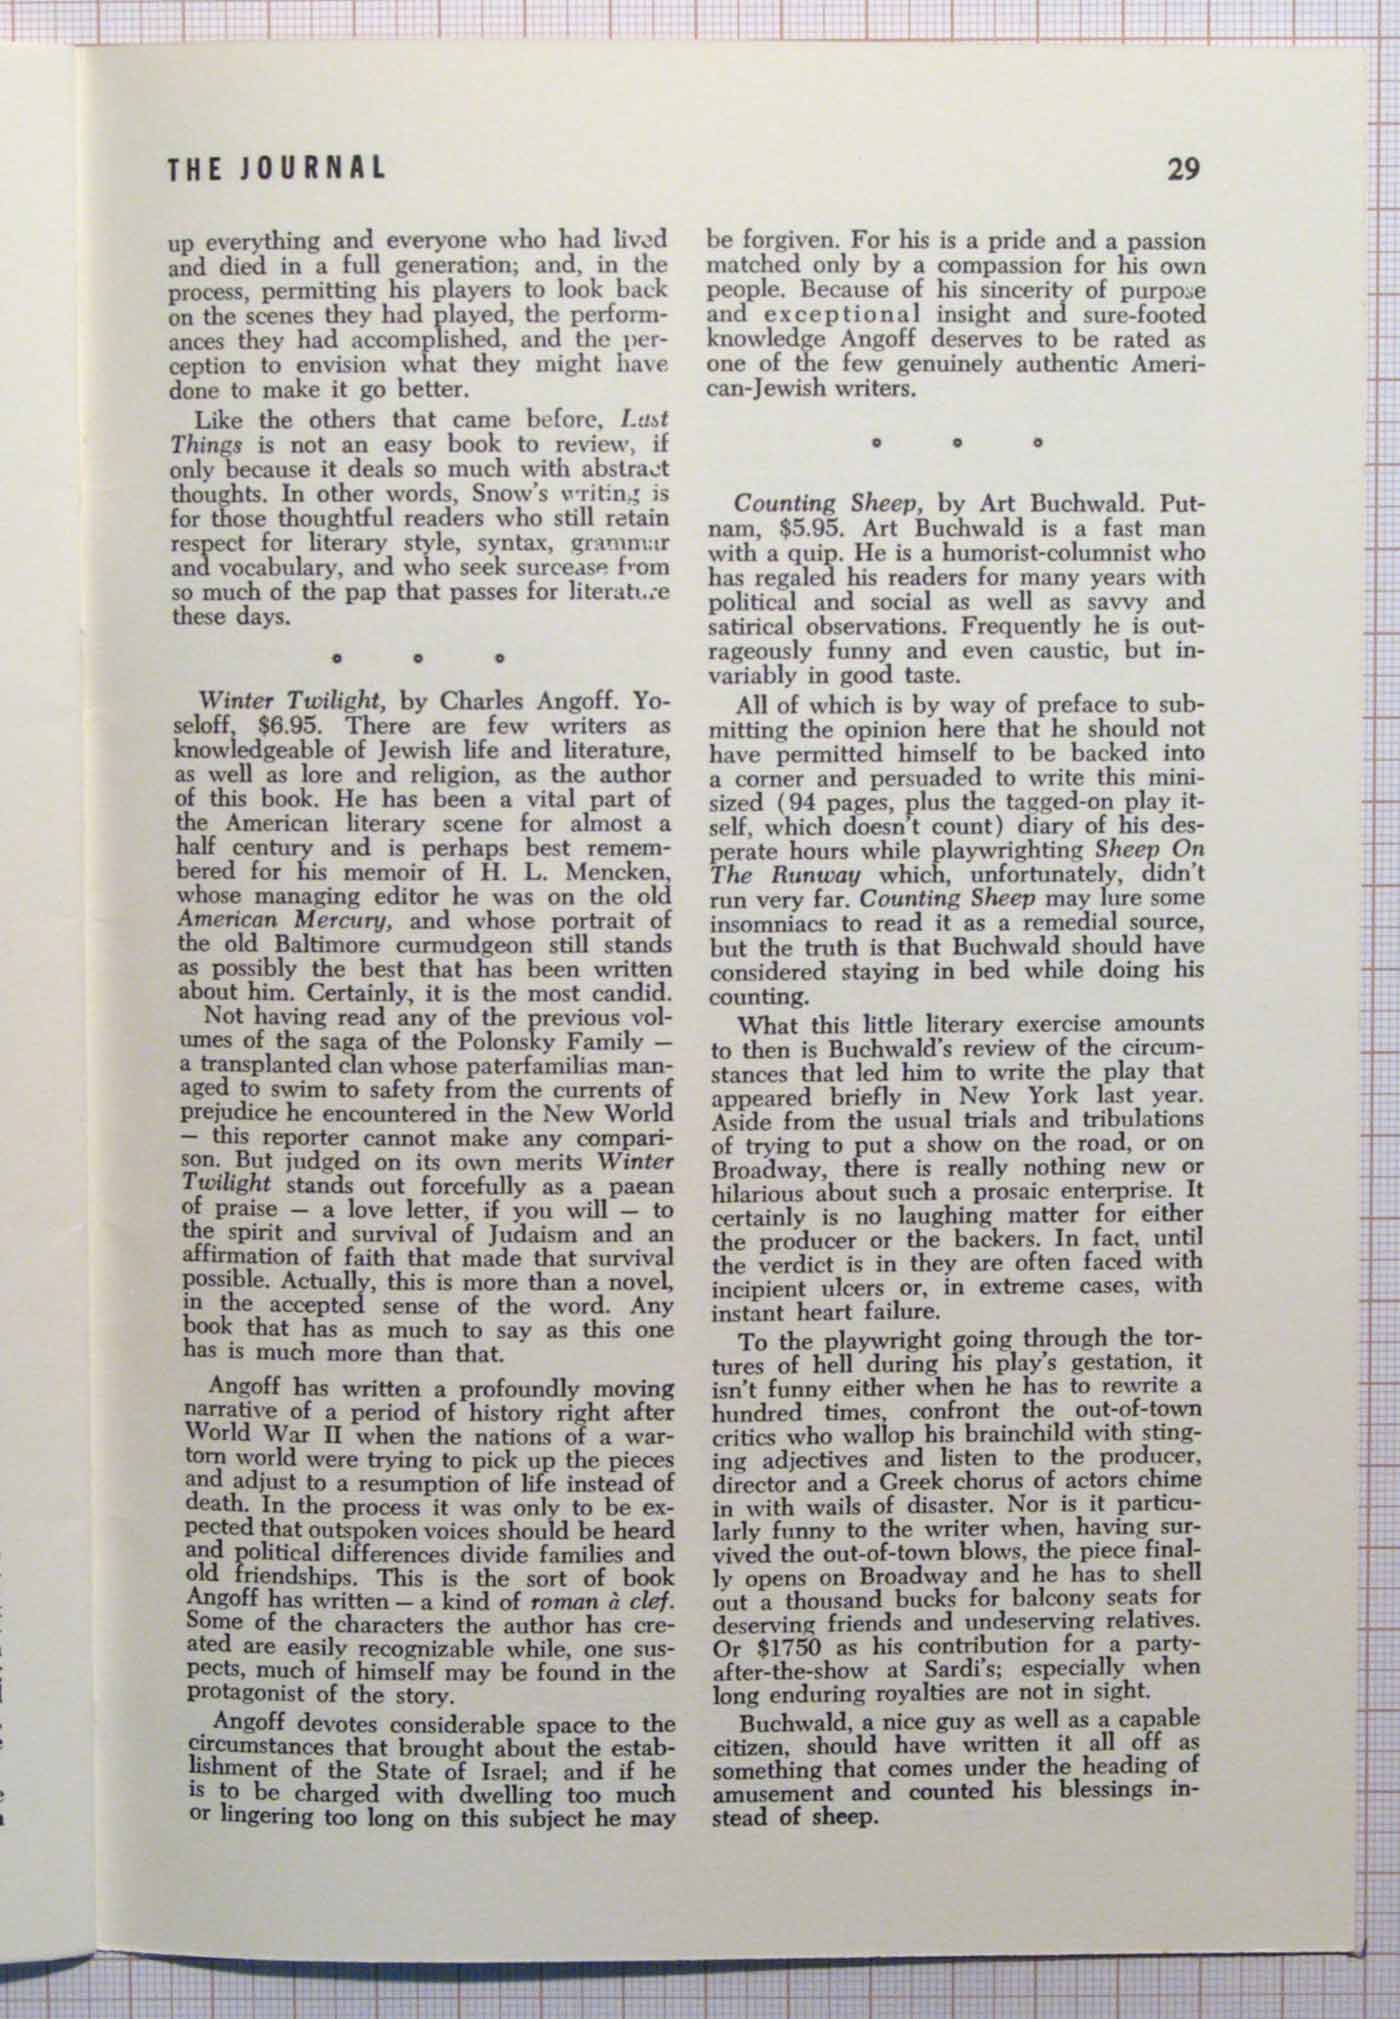 THE JOURNAL
29
up everything and everyone who had lived
and died in a full generation; and, in the
process, permitting his players to look back
on the scenes they had played, the perform-
ances they had accomplished, and the per-
ception to envision what they might have
done to make it go better.
Like the others that came before, Last
Things is not an easy book to review, if
only because it deals so much with abstract
thoughts. In other words, Snow's writing is
for those thoughtful readers who still retain
respect for literary style, syntax, grammar
and vocabulary, and who seek surcease from
so much of the pap that passes for literature
these days.
Winter Twilight, by Charles Angoff. Yo-
seloff, $6.95. There are few writers as
knowledgeable of Jewish life and literature,
as well as lore and religion, as the author
of this book. He has been a vital part of
the American literary scene for almost a
half century and is perhaps best remem-
bered for his memoir of H. L. Mencken,
whose managing editor he was on the old
American Mercury, and whose portrait of
the old Baltimore curmudgeon still stands
as possibly the best that has been written
about him. Certainly, it is the most candid.
Not having read any of the previous vol-
umes of the saga of the Polonsky Family —
a transplanted clan whose paterfamilias man-
aged to swim to safety from the currents of
prejudice he encountered in the New World
— this reporter cannot make any compari-
son. But judged on its own merits Winter
Twilight stands out forcefully as a paean
of praise — a love letter, if you will — to
the spirit and survival of Judaism and an
affirmation of faith that made that survival
possible. Actually, this is more than a novel,
in the accepted sense of the word. Any
book that has as much to say as this one
has is much more than that.
Angoff has written a profoundly moving
narrative of a period of history right after
World War II when the nations of a war-
torn world were trying to pick up the pieces
and adjust to a resumption of life instead of
death. In the process it was only to be ex-
pected that outspoken voices should be heard
and political differences divide families and
old friendships. This is the sort of book
Angoff has written — a kind of roman à clef.
Some of the characters the author has cre-
ated are easily recognizable while, one sus-
pects, much of himself may be found in the
protagonist of the story.
Angoff devotes considerable space to the
circumstances that brought about the estab-
lishment of the State of Israel; and if he
is to be charged with dwelling too much
or lingering too long on this subject he may
be forgiven. For his is a pride and a passion
matched only by a compassion for his own
people. Because of his sincerity of purpose
and exceptional insight and sure-footed
knowledge Angoff deserves to be rated as
one of the few genuinely authentic Ameri-
can-Jewish writers.
Counting Sheep, by Art Buchwald. Put-
nam, $5.95. Art Buchwald is a fast man
with a quip. He is a humorist-columnist who
has regaled his readers for many years with
political and social as well as savvy and
satirical observations. Frequently he is out-
rageously funny and even caustic, but in-
variably in good taste.
All of which is by way of preface to sub-
mitting the opinion here that he should not
have permitted himself to be backed into
a corner and persuaded to write this mini-
sized (94 pages, plus the tagged-on play it-
self, which doesn't count) diary of his des-
perate hours while playwrighting Sheep On
The Runway which, unfortunately, didn't
run very far. Counting Sheep may lure some
insomniacs to read it as a remedial source,
but the truth is that Buchwald should have
considered staying in bed while doing his
counting.
What this little literary exercise amounts
to then is Buchwald's review of the circum-
stances that led him to write the play that
appeared briefly in New York last year.
Aside from the usual trials and tribulations
of trying to put a show on the road, or on
Broadway, there is really nothing new or
hilarious about such a prosaic enterprise. It
certainly is no laughing matter for either
the producer or the backers. In fact, until
the verdict is in they are often faced with
incipient ulcers or, in extreme cases, with
instant heart failure.
To the playwright going through the tor-
tures of hell during his play's gestation, it
isn't funny either when he has to rewrite a
hundred times, confront the out-of-town
critics who wallop his brainchild with sting-
ing adjectives and listen to the producer,
director and a Greek chorus of actors chime
in with wails of disaster. Nor is it particu-
larly funny to the writer when, having sur-
vived the out-of-town blows, the piece final-
ly opens on Broadway and he has to shell
out a thousand bucks for balcony seats for
deserving friends and undeserving relatives.
Or $1750 as his contribution for a party-
after-the-show at Sardi's; especially when
long enduring royalties are not in sight.
Buchwald, a nice guy as well as a capable
citizen, should have written it all off as
something that comes under the heading of
amusement and counted his blessings in-
stead of sheep.